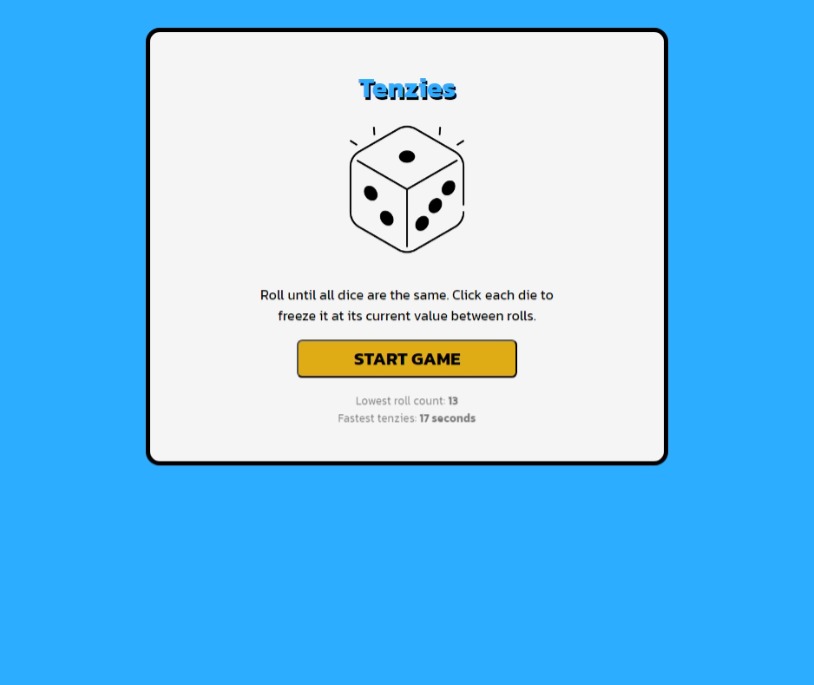 Tenzies
Roll until all dice are the same. Click each die to
freeze it at its current value between rolls.
START GAME
Lowest roll count: 13
Fastest tenzies: 17 seconds